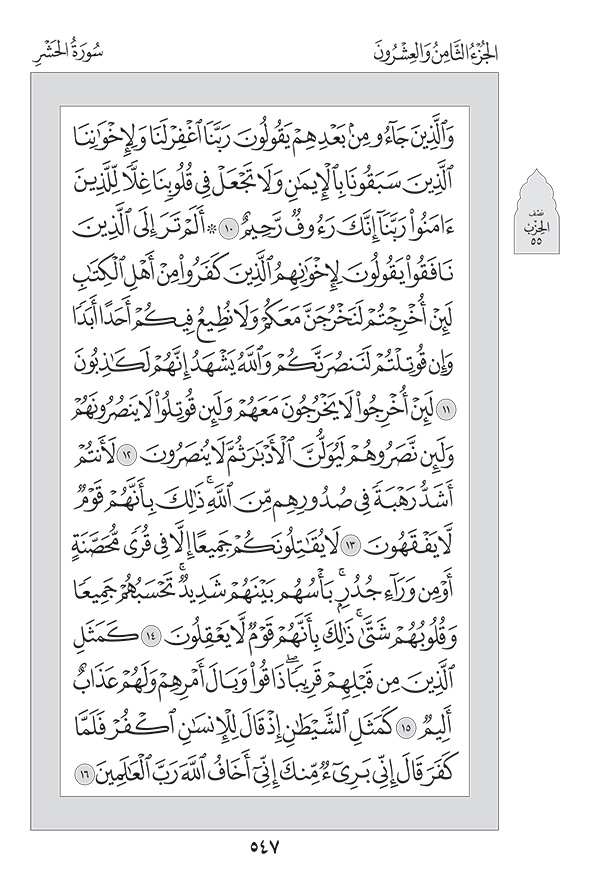 الجُزْءُ الثَّامِنُ وَالعِشْرُونَ
سُورَةُ الحَشْرِ
وَٱلَّذِينَ جَآءُو مِنۢ بَعْدِهِمْ يَقُولُونَ رَبَّنَا ٱغْفِرْ لَنَا وَلِإِخْوَٰنِنَا
ٱلَّذِينَ سَبَقُونَا بِٱلْإِيمَٰنِ وَلَا تَجْعَلْ فِى قُلُوبِنَا غِلًّا لِّلَّذِينَ
ءَامَنُوا۟ رَبَّنَآ إِنَّكَ رَءُوفٌ رَّحِيمٌ ١٠ * أَلَمْ تَرَ إِلَى ٱلَّذِينَ
نَافَقُوا۟ يَقُولُونَ لِإِخْوَٰنِهِمُ ٱلَّذِينَ كَفَرُوا۟ مِنْ أَهْلِ ٱلْكِتَٰبِ
لَئِنْ أُخْرِجْتُمْ لَنَخْرُجَنَّ مَعَكُمْ وَلَا نُطِيعُ فِيكُمْ أَحَدًا أَبَدًا
وَإِن قُوتِلْتُمْ لَنَنصُرَنَّكُمْ وَٱللَّهُ يَشْهَدُ إِنَّهُمْ لَكَٰذِبُونَ
١١ لَئِنْ أُخْرِجُوا۟ لَا يَخْرُجُونَ مَعَهُمْ وَلَئِن قُوتِلُوا۟ لَا يَنصُرُونَهُمْ
وَلَئِن نَّصَرُوهُمْ لَيُوَلُّنَّ ٱلْأَدْبَٰرَ ثُمَّ لَا يُنصَرُونَ ١٢ لَأَنتُمْ
أَشَدُّ رَهْبَةً فِى صُدُورِهِم مِّنَ ٱللَّهِ ۚ ذَٰلِكَ بِأَنَّهُمْ قَوْمٌ
لَّا يَفْقَهُونَ ١٣ لَا يُقَٰتِلُونَكُمْ جَمِيعًا إِلَّا فِى قُرًى مُّحَصَّنَةٍ
أَوْ مِن وَرَآءِ جُدُرٍۭ ۚ بَأْسُهُم بَيْنَهُمْ شَدِيدٌ ۚ تَحْسَبُهُمْ جَمِيعًا
وَقُلُوبُهُمْ شَتَّىٰ ۚ ذَٰلِكَ بِأَنَّهُمْ قَوْمٌ لَّا يَعْقِلُونَ ١٤ كَمَثَلِ
ٱلَّذِينَ مِن قَبْلِهِمْ قَرِيبًا ۖ ذَاقُوا۟ وَبَالَ أَمْرِهِمْ وَلَهُمْ عَذَابٌ
أَلِيمٌ ١٥ كَمَثَلِ ٱلشَّيْطَٰنِ إِذْ قَالَ لِلْإِنسَٰنِ ٱكْفُرْ فَلَمَّا
كَفَرَ قَالَ إِنِّى بَرِىٓءٌ مِّنكَ إِنِّىٓ أَخَافُ ٱللَّهَ رَبَّ ٱلْعَٰلَمِينَ ١٦
نصف
الحزب
٥٥
٥٤٧